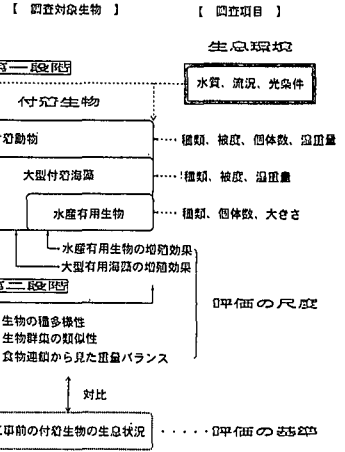 【 調査対象生物 】
【 調査項目 】
生息環境
第一段階
水質、流況、光条件
付着生物
付着動物
種類、被度、個体数、湿重量
大型付着海藻
種類、被度、湿重量
水産有用生物
種類、個体数、大きさ
水産有用生物の増殖効果
大型有用海藻の増殖効果
第二段階
評価の尺度
生物の種多様性
生物群集の類似性
食物連鎖から見た重量バランス
対比
工事前の付着生物の生息状況
評価の基準